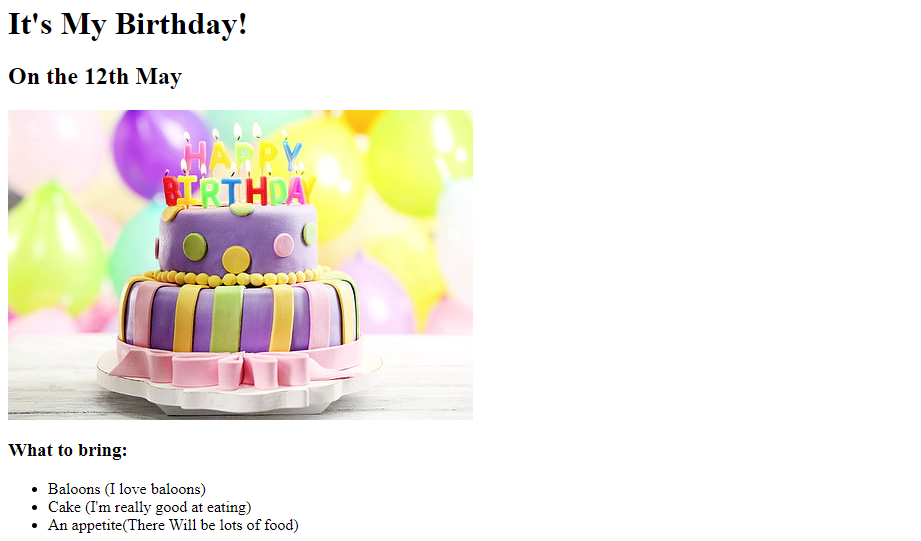 It's My Birthday!
On the 12th May
HAPPY
BIRTHDAY
What to bring:
Baloons (I love baloons)
Cake (I'm really good at eating)
An appetite(There Will be lots of food)